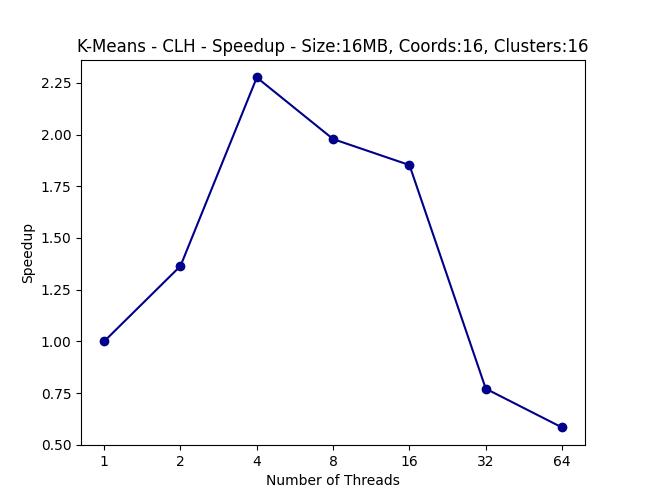 K-Means - CLH - Speedup - Size:16MB, Coords:16, Clusters:16
2.25
2.00
1.75
1.50
1.25
1.00
0.75
0.50
Speedup
1 2 4 8 16 32 64
Number of Threads